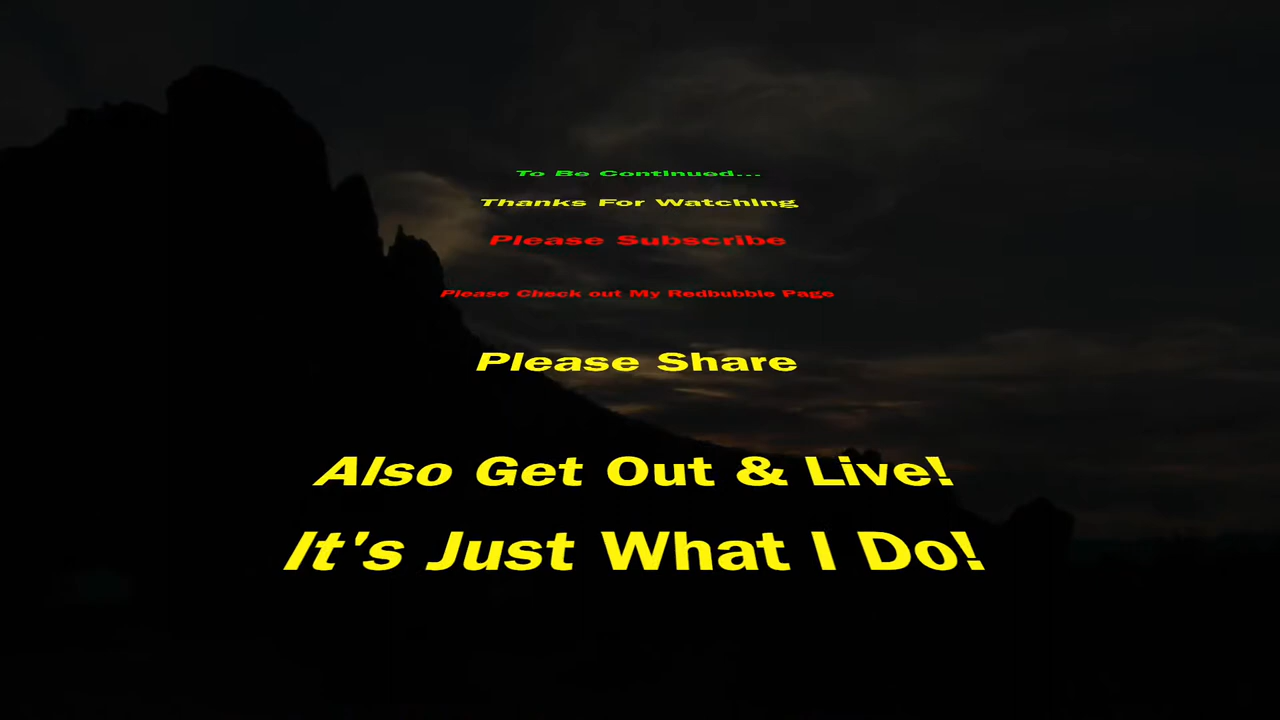 To Be Continued...
Thanks For Watching
Please Subscribe
Please Check out My Redbubble Page
Please Share
Also Get Out & Live!
It's Just What I Do!